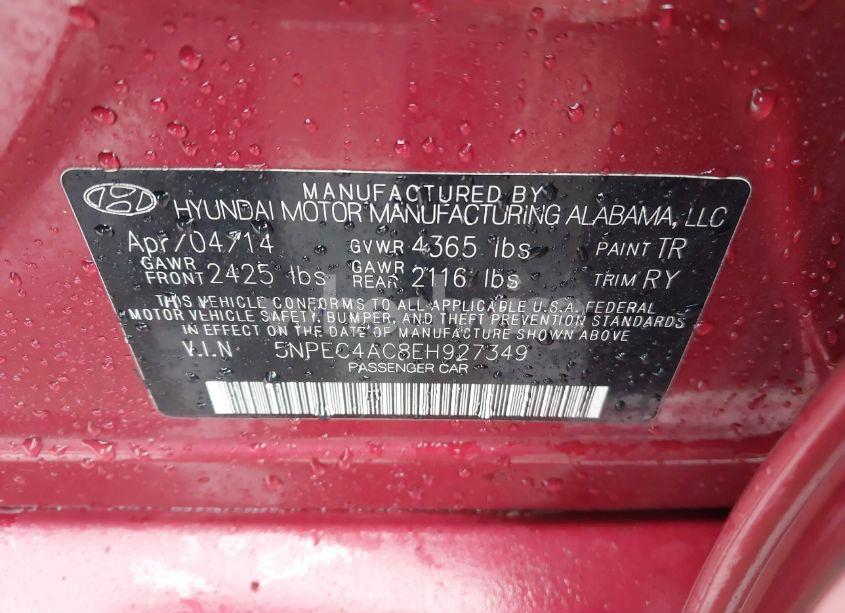 MANUFACTURED BY
HYUNDAI MOTOR MANUFACTURING ALABAMA, LLC
Apr/04/14 GVWR 4365 lbs PAINT TR
GAWR FRONT 2425 lbs GAWR REAR 2116 lbs TRIM RY
THIS VEHICLE CONFORMS TO ALL APPLICABLE U.S.A. FEDERAL
MOTOR VEHICLE SAFETY, BUMPER, AND THEFT PREVENTION STANDARDS
IN EFFECT ON THE DATE OF MANUFACTURE SHOWN ABOVE
V.I.N 5NPEC4AC8EH927349
PASSENGER CAR